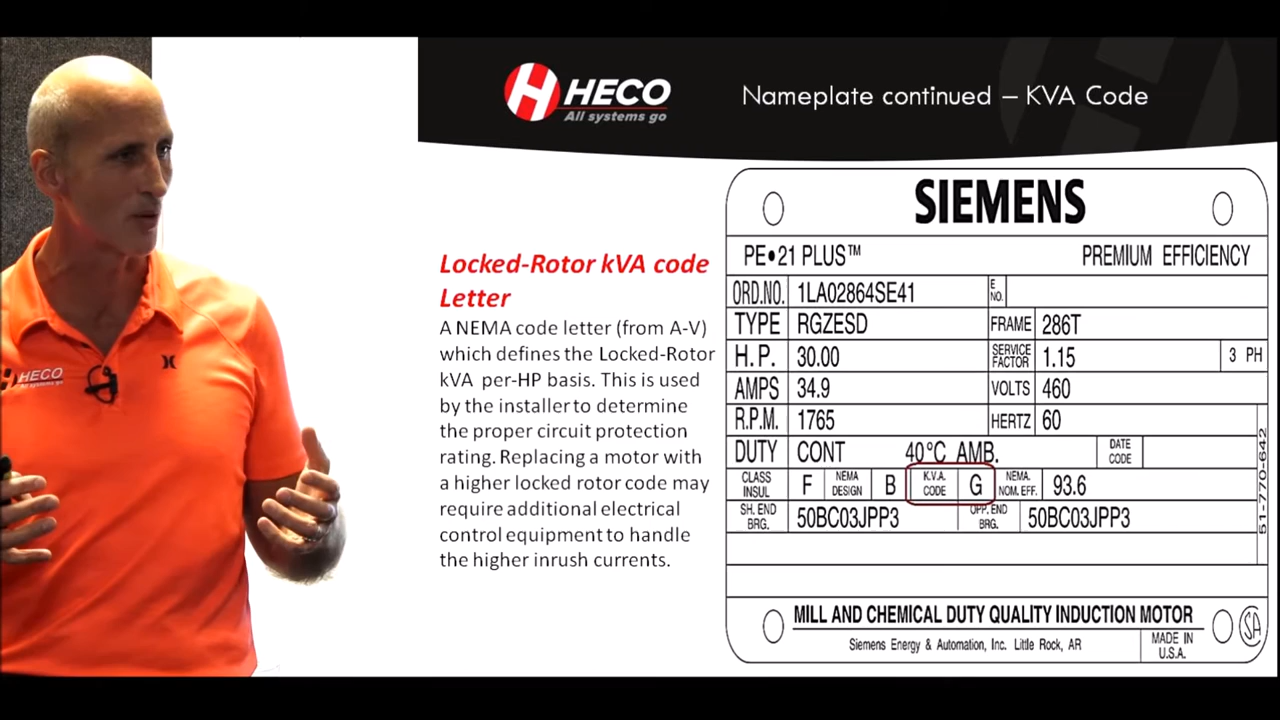 HECO
All systems go
Nameplate continued – KVA Code
HECO
All systems go
Locked-Rotor kVA code
Letter
A NEMA code letter (from A-V)
which defines the Locked-Rotor
kVA per-HP basis. This is used
by the installer to determine
the proper circuit protection
rating. Replacing a motor with
a higher locked rotor code may
require additional electrical
control equipment to handle
the higher inrush currents.
SIEMENS
PE•21 PLUS™ PREMIUM EFFICIENCY
ORD.NO. 1LA02864SE41 E NO.
TYPE RGZESD FRAME 286T
H.P. 30.00 SERVICE FACTOR 1.15 3 PH
AMPS 34.9 VOLTS 460
R.P.M. 1765 HERTZ 60
DUTY CONT 40°C AMB. DATE CODE
CLASS INSUL F NEMA DESIGN B K.V.A. CODE G NEMA. NOM. EFF. 93.6
SH. END BRG. 50BC03JPP3 OPP. END BRG. 50BC03JPP3
51-770-642
MILL AND CHEMICAL DUTY QUALITY INDUCTION MOTOR
Siemens Energy & Automation, Inc. Little Rock, AR MADE IN U.S.A.
SA